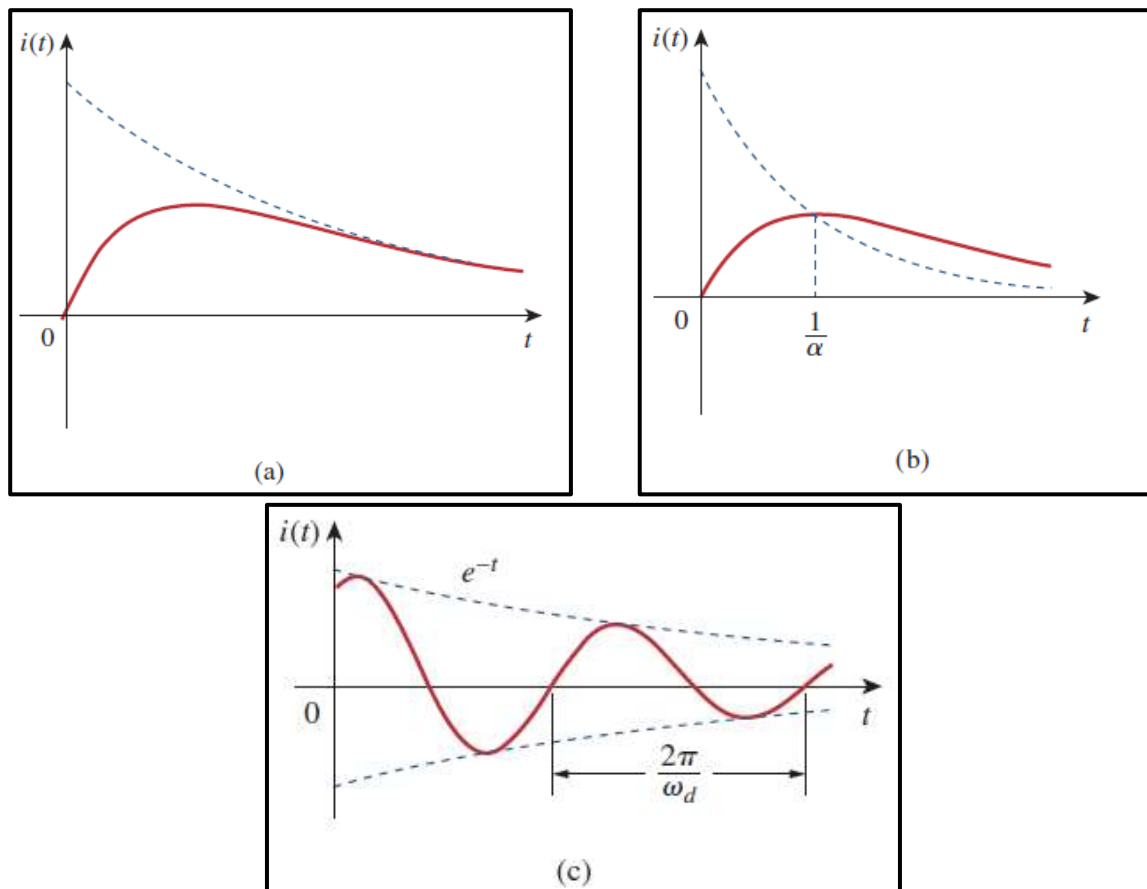 i(t)
0
t
(a)
i(t)
0
1/α
t
(b)
i(t)
e^{-t}
0
t
2π/ω_d
(c)